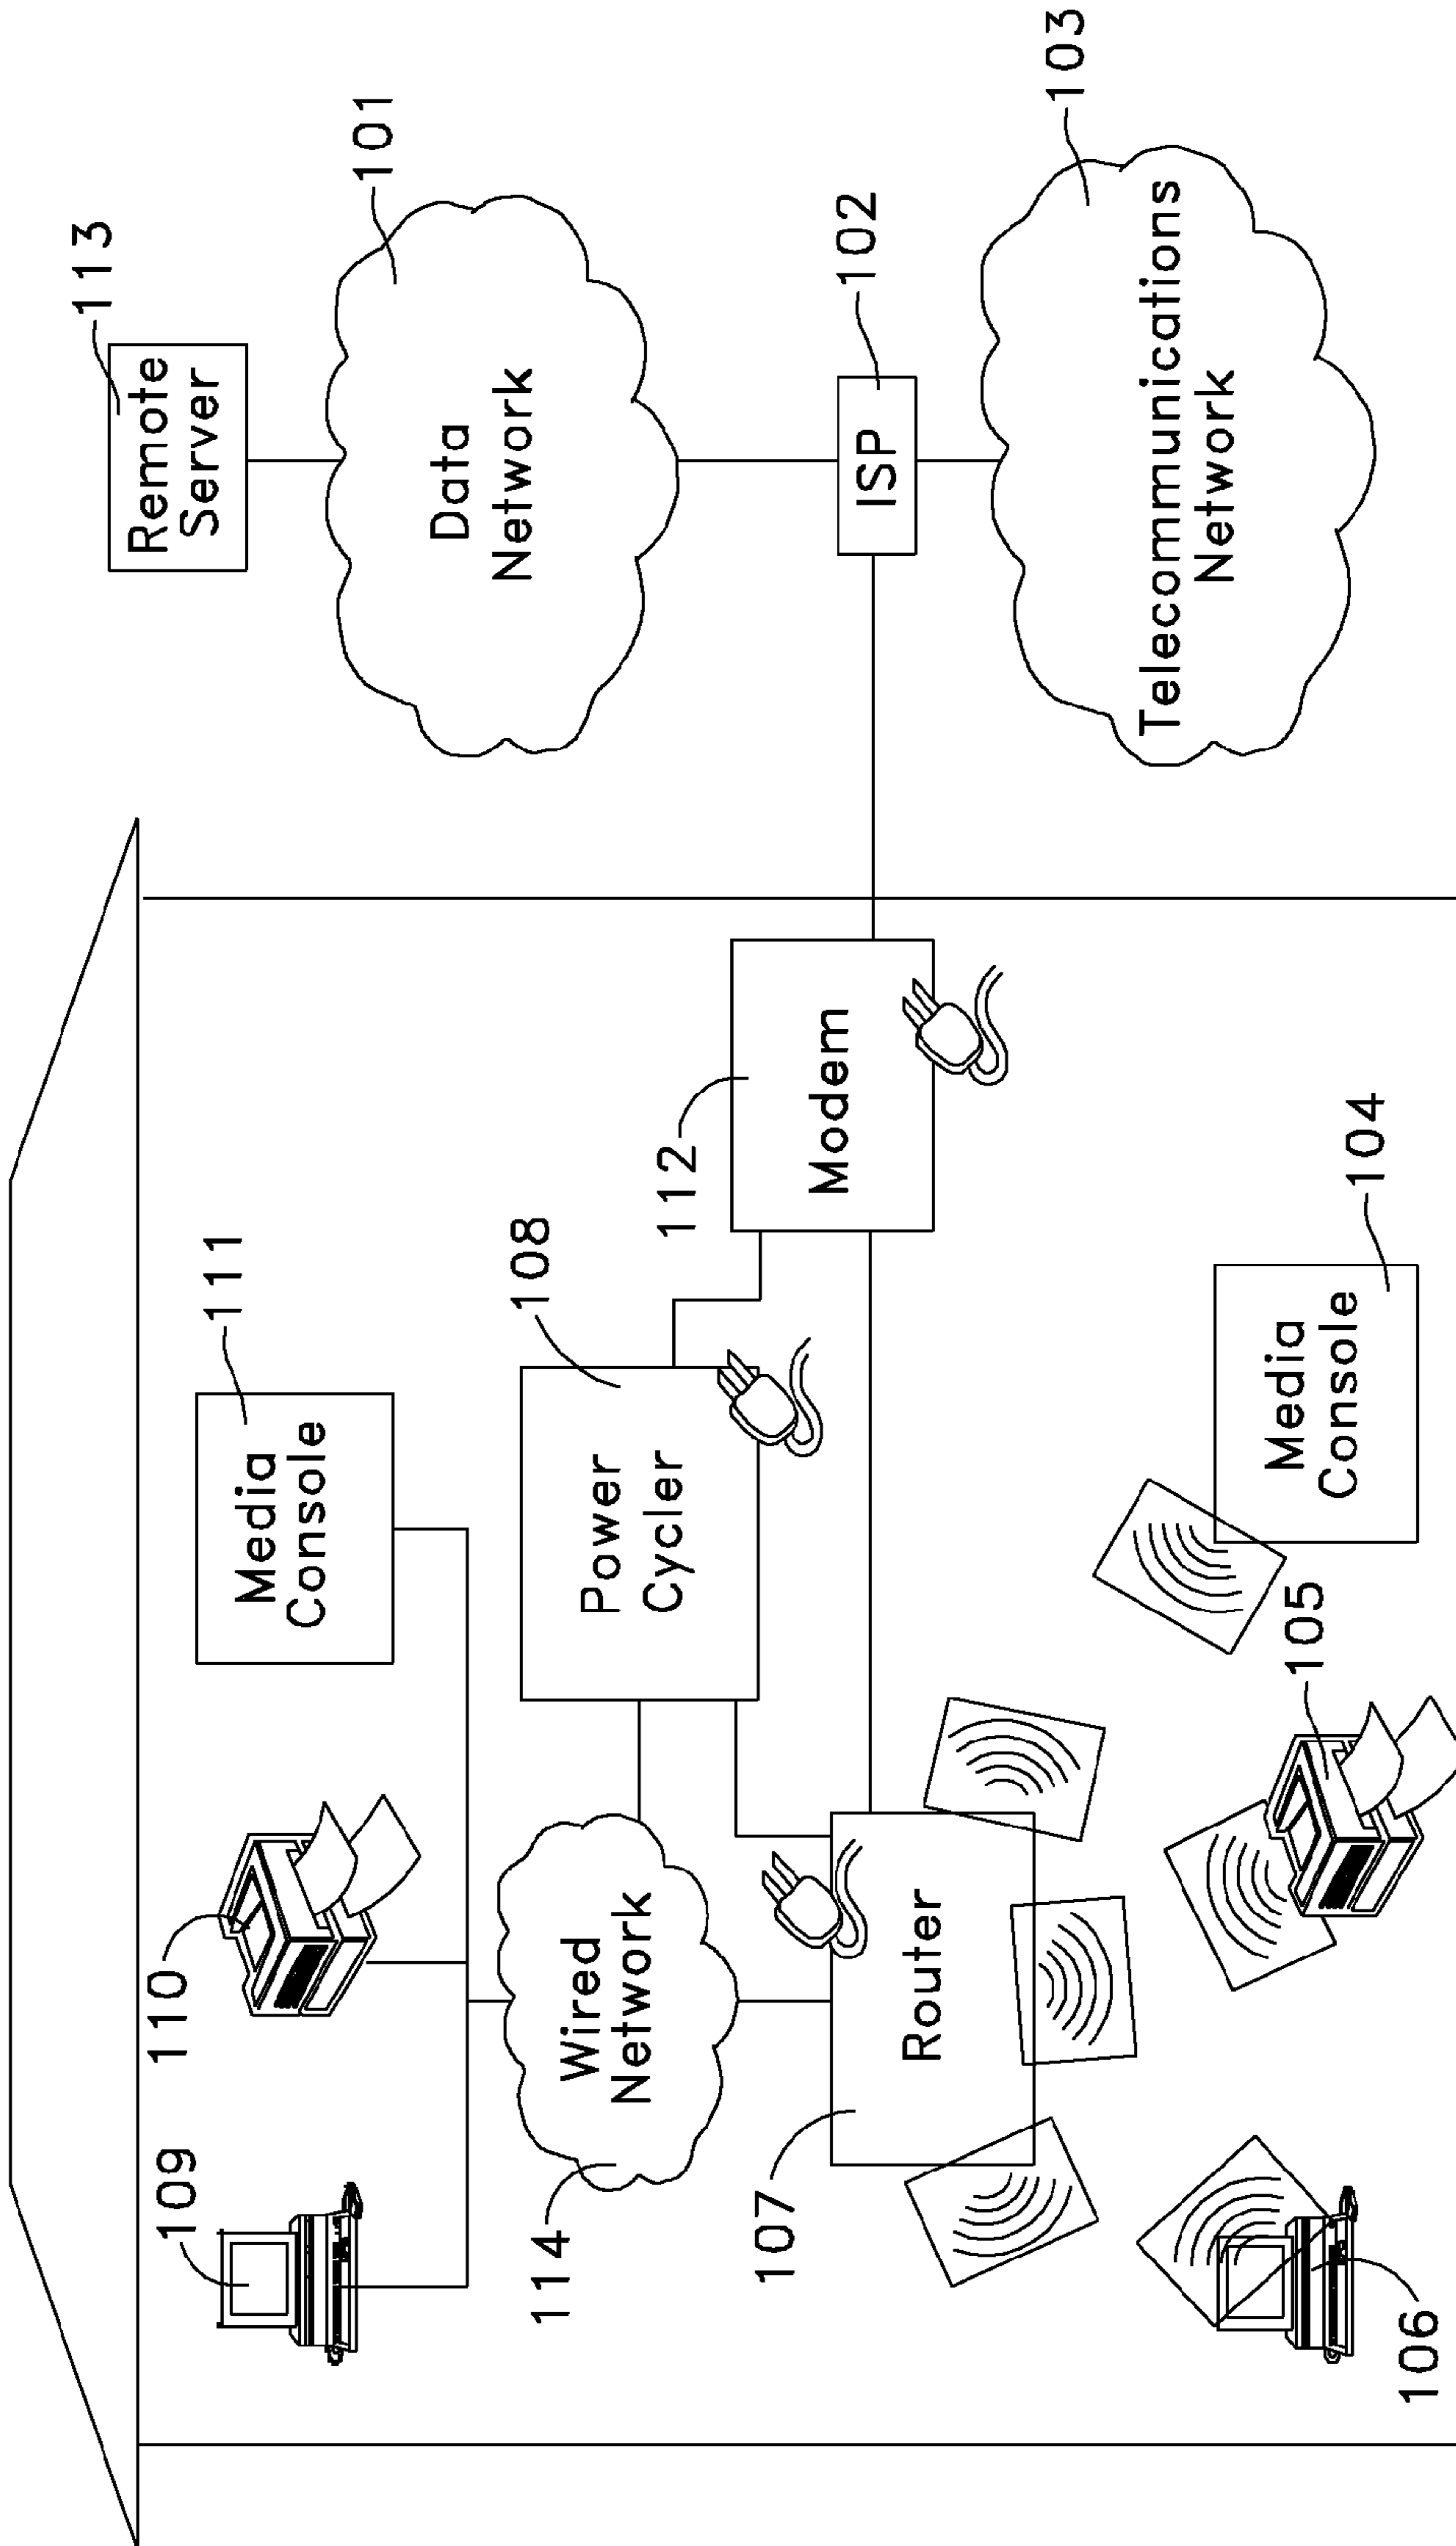 109
110
111
Media
Console
113
Remote
Server
101
Data
Network
114
Wired
Network
108
Power
Cycler
112
Modem
102
ISP
107
Router
103
Telecommunications
Network
106
105
104
Media
Console